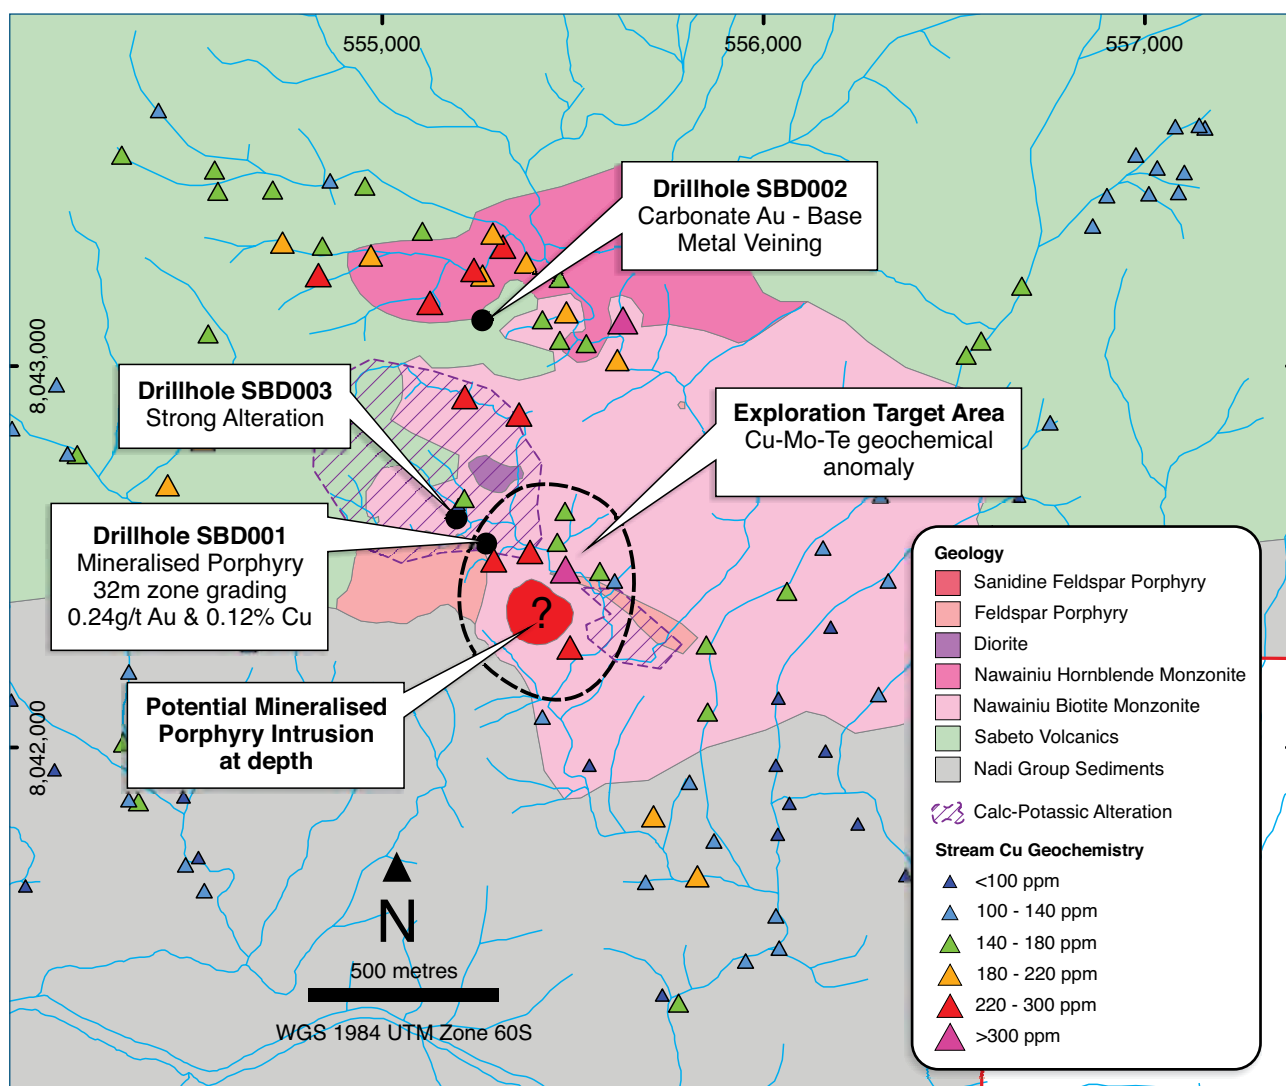 555,000
556,000
557,000
8,043,000
8,042,000
Drillhole SBD002
Carbonate Au - Base
Metal Veining
Drillhole SBD003
Strong Alteration
Exploration Target Area
Cu-Mo-Te geochemical
anomaly
Drillhole SBD001
Mineralised Porphyry
32m zone grading
0.24g/t Au & 0.12% Cu
?
Potential Mineralised
Porphyry Intrusion
at depth
N
500 metres
WGS 1984 UTM Zone 60S
Geology
Sanidine Feldspar Porphyry
Feldspar Porphyry
Diorite
Nawainiu Hornblende Monzonite
Nawainiu Biotite Monzonite
Sabeto Volcanics
Nadi Group Sediments
Calc-Potassic Alteration
Stream Cu Geochemistry
<100 ppm
100 - 140 ppm
140 - 180 ppm
180 - 220 ppm
220 - 300 ppm
>300 ppm